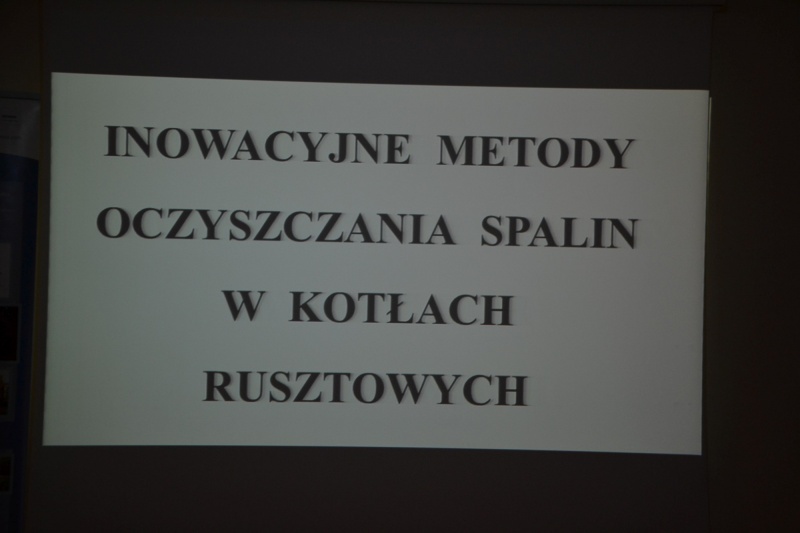 INOWACYJNE METODY
OCZYSZCZANIA SPALIN
W KOTŁACH
RUSZTOWYCH